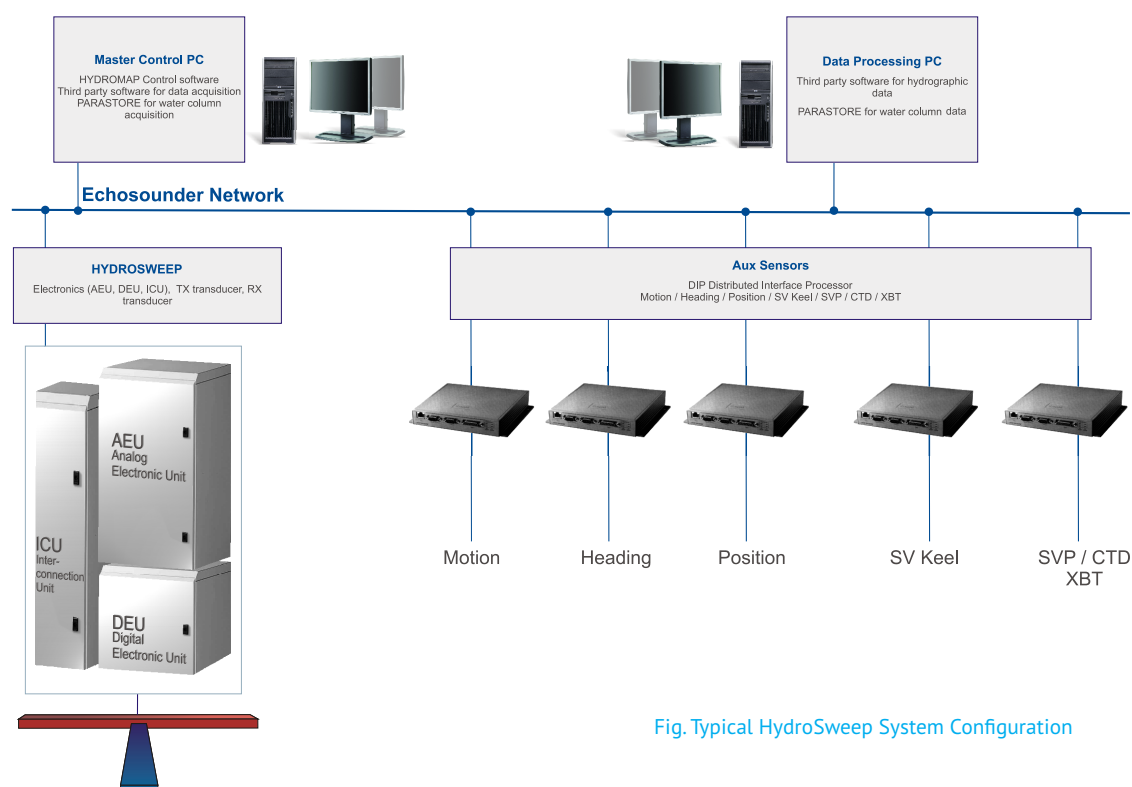 Master Control PC
HYDROMAP Control software
Third party software for data acquisition
PARASTORE for water column
acquisition
Data Processing PC
Third party software for hydrographic
data
PARASTORE for water column data
Echosounder Network
HYDROSWEEP
Electronics (AEU, DEU, ICU), TX transducer, RX
transducer
Aux Sensors
DIP Distributed Interface Processor
Motion / Heading / Position / SV Keel / SVP / CTD / XBT
AEU
Analog
Electronic Unit
ICU
Inter-
connection
Unit
DEU
Digital
Electronic Unit
Motion
Heading
Position
SV Keel
SVP / CTD
XBT
Fig. Typical HydroSweep System Configuration